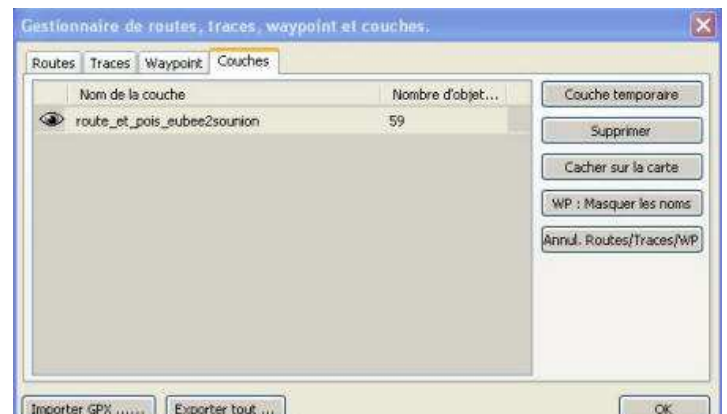 Gestionnaire de routes, traces, waypoint et couches.
Routes Traces Waypoint Couches
Nom de la couche Nombre d'objet...
route_et_pois_eubee2sounion 59
Couche temporaire
Supprimer
Cacher sur la carte
WP : Masquer les noms
Annul. Routes/Traces/WP
Importer GPX ...... Exporter tout ... OK